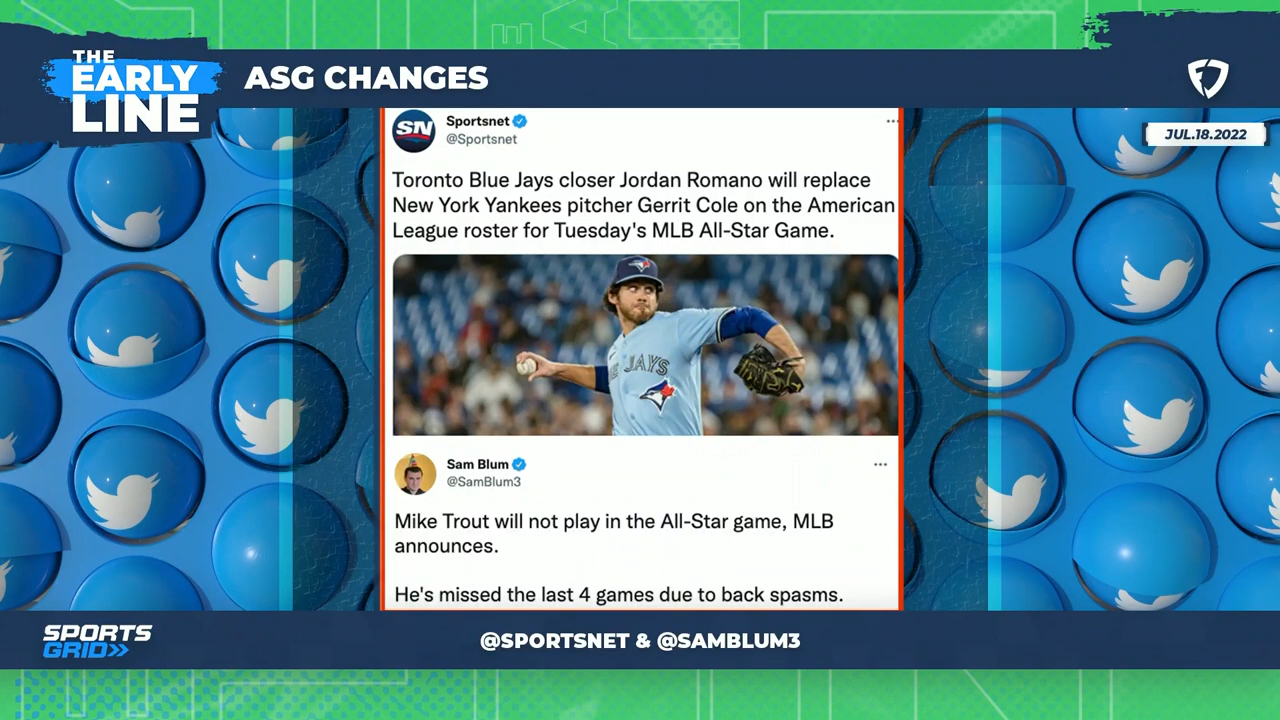 THE
EARLY
LINE
ASG CHANGES
JUL.18.2022
SN
Sportsnet
@Sportsnet
Toronto Blue Jays closer Jordan Romano will replace
New York Yankees pitcher Gerrit Cole on the American
League roster for Tuesday's MLB All-Star Game.
JAYS
Sam Blum
@SamBlum3
Mike Trout will not play in the All-Star game, MLB
announces.
He's missed the last 4 games due to back spasms.
SPORTS
GRID
@SPORTSNET & @SAMBLUM3